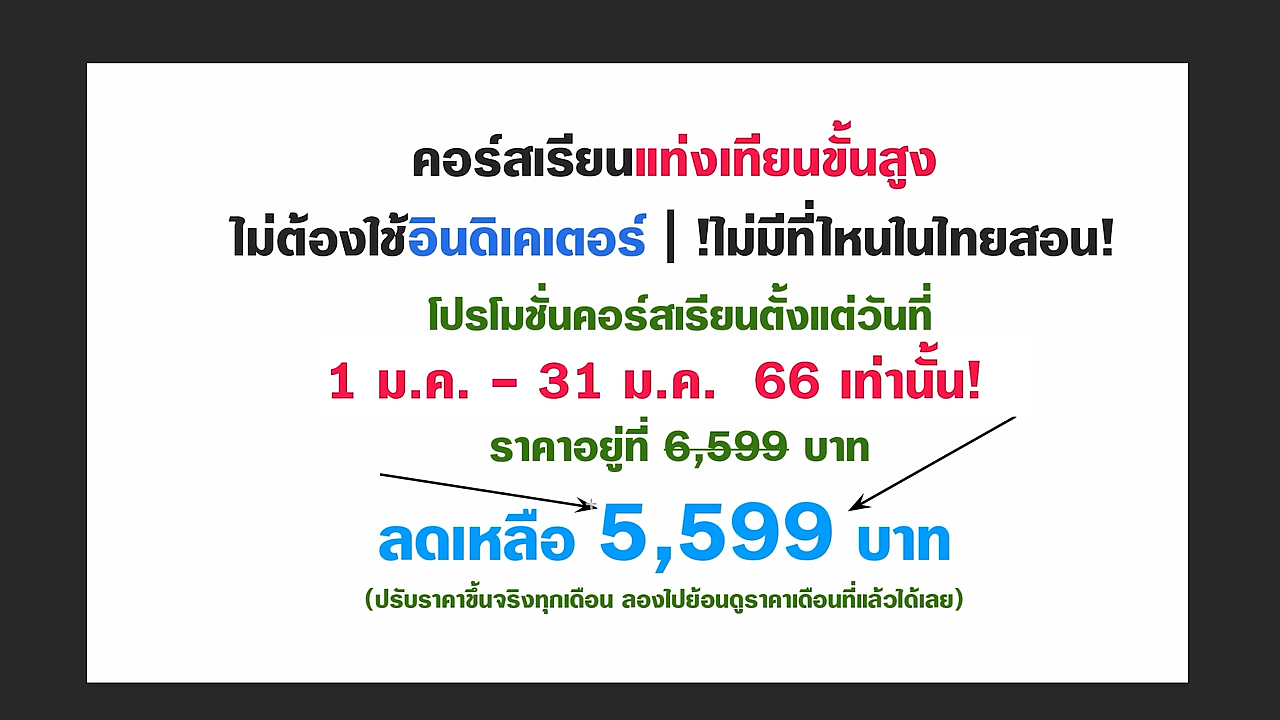 คอร์สเรียนแท่งเทียนขั้นสูง
ไม่ต้องใช้อินดิเคเตอร์ | !ไม่มีที่ไหนในไทยสอน!
โปรโมชั่นคอร์สเรียนตั้งแต่วันที่
1 ม.ค. - 31 ม.ค. 66 เท่านั้น!
ราคาอยู่ที่ 6,599 บาท
ลดเหลือ 5,599 บาท
(ปรับราคาขึ้นจริงทุกเดือน ลองไปย้อนดูราคาเดือนที่แล้วได้เลย)